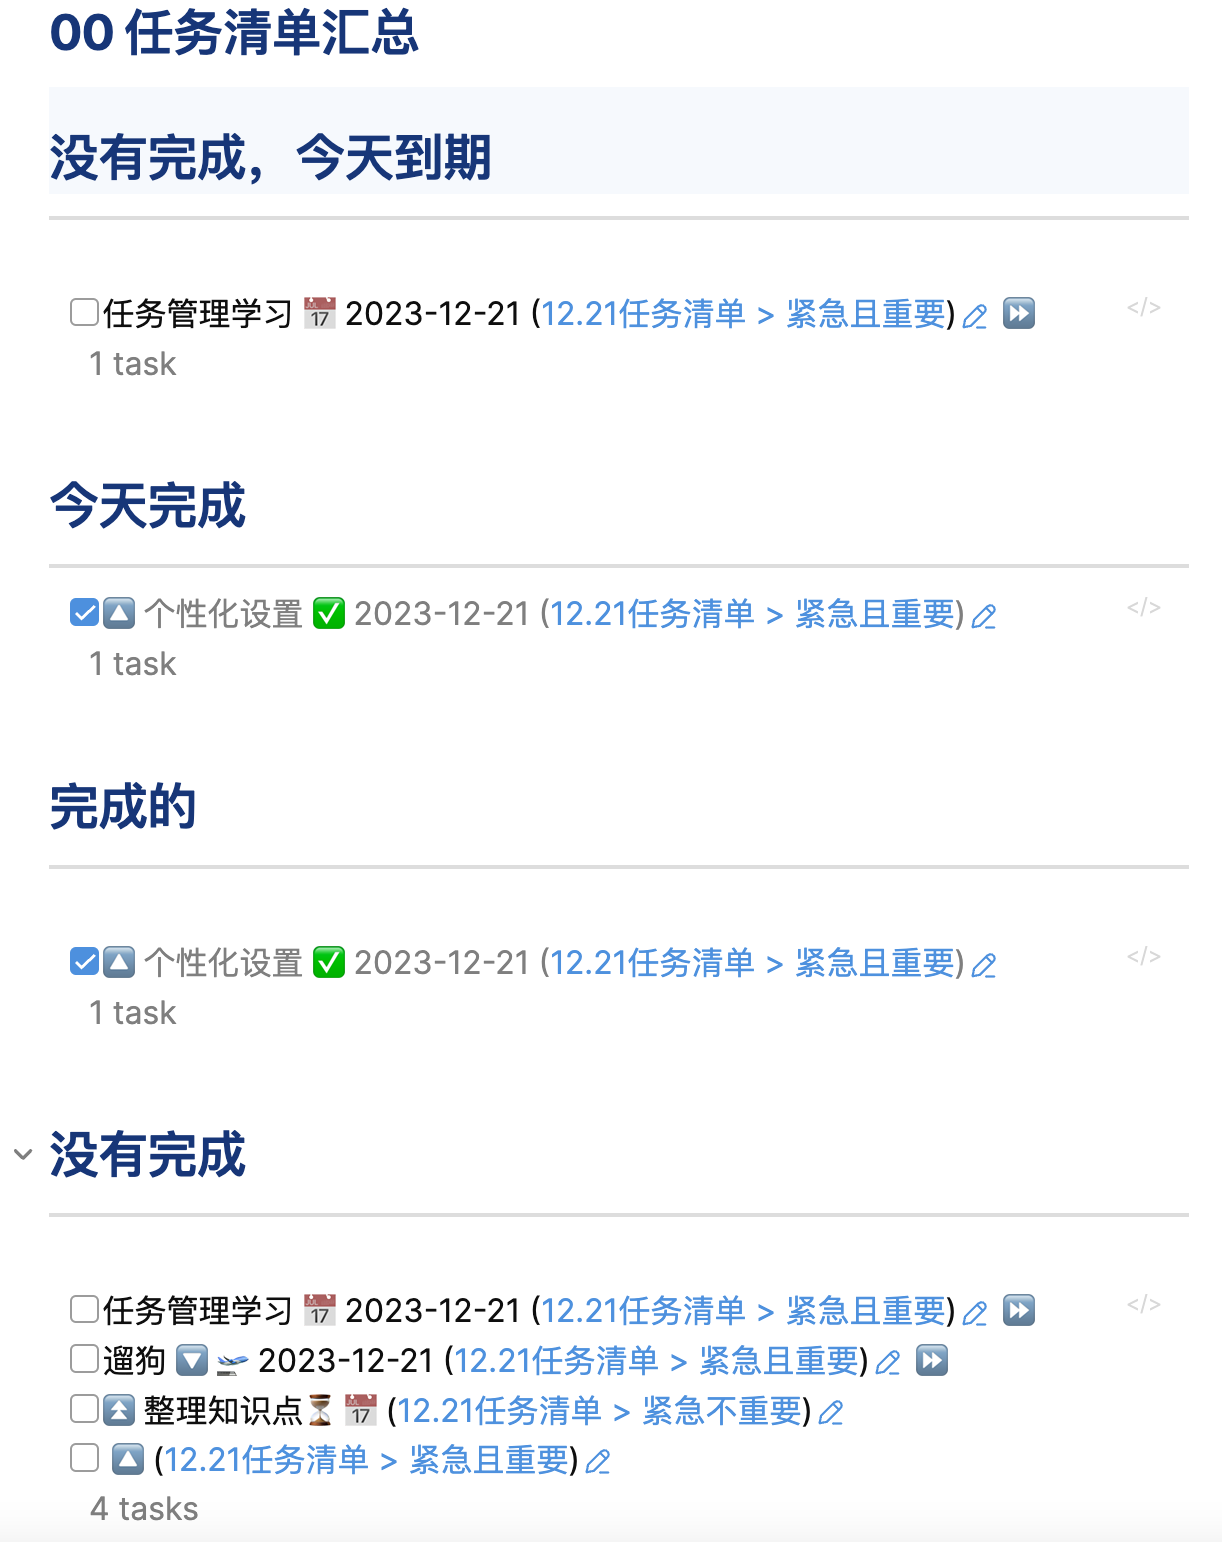 00 任务清单汇总
没有完成，今天到期
任务管理学习 📅 2023-12-21 (12.21任务清单 > 紧急且重要) ⏩
</>
1 task
今天完成
🔼 个性化设置 ✅ 2023-12-21 (12.21任务清单 > 紧急且重要)
</>
1 task
完成的
🔼 个性化设置 ✅ 2023-12-21 (12.21任务清单 > 紧急且重要)
</>
1 task
没有完成
任务管理学习 📅 2023-12-21 (12.21任务清单 > 紧急且重要) ⏩
</>
遛狗 🔽 🛫 2023-12-21 (12.21任务清单 > 紧急且重要) ⏩
⏫ 整理知识点⏳ 📅 (12.21任务清单 > 紧急不重要)
🔼 (12.21任务清单 > 紧急且重要)
4 tasks